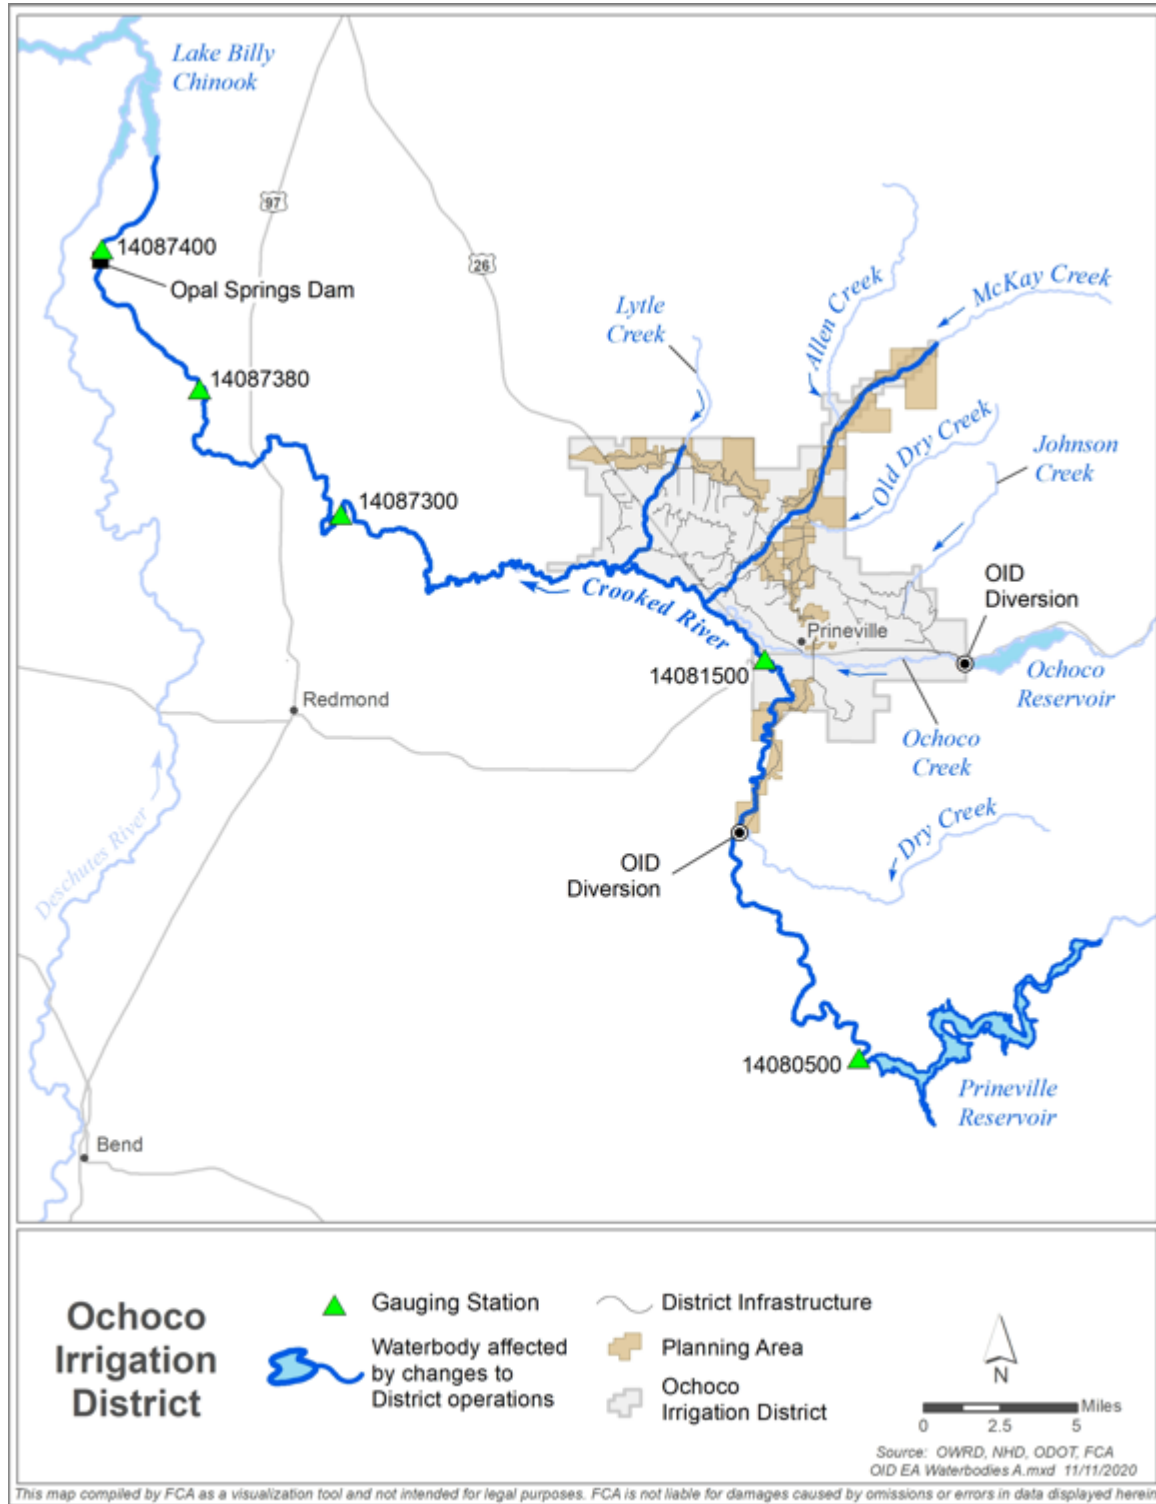 Lake Billy
Chinook
97
14087400
Opal Springs Dam
26
Lytle
Creek
Allen Creek
McKay Creek
14087380
Old Dry Creek
Johnson
Creek
14087300
OID
Diversion
Crooked River
Prineville
14081500
Ochoco
Reservoir
Redmond
Ochoco
Creek
Deschutes River
Dry Creek
OID
Diversion
14080500
Prineville
Reservoir
Bend
Ochoco
Irrigation
District
Gauging Station
Waterbody affected
by changes to
District operations
District Infrastructure
Planning Area
Ochoco
Irrigation District
N
Miles
0 2.5 5
Source: OWRD, NHD, ODOT, FCA
OID EA Waterbodies A.mxd 11/11/2020
This map compiled by FCA as a visualization tool and not intended for legal purposes. FCA is not liable for damages caused by omissions or errors in data displayed herein